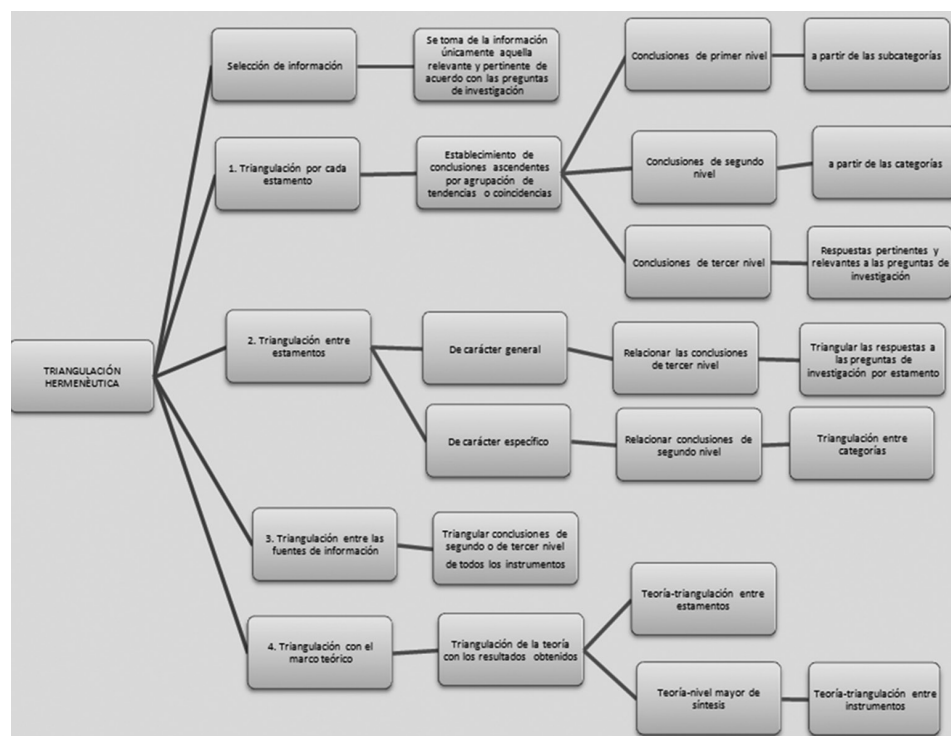 Selección de información
Se toma de la información
únicamente aquella
relevante y pertinente de
acuerdo con las preguntas
de investigación
Conclusiones de primer nivel
a partir de las subcategorías
1. Triangulación por cada
estamento
Establecimiento de
conclusiones ascendentes
por agrupación de
tendencias o coincidencias
Conclusiones de segundo
nivel
a partir de las categorías
Conclusiones de tercer nivel
Respuestas pertinentes y
relevantes a las preguntas de
investigación
TRIANGULACIÓN
HERMENÈUTICA
2. Triangulación entre
estamentos
De carácter general
Relacionar las conclusiones
de tercer nivel
Triangular las respuestas a
las preguntas de
investigación por estamento
De carácter específico
Relacionar conclusiones de
segundo nivel
Triangulación entre
categorías
3. Triangulación entre las
fuentes de información
Triangular conclusiones de
segundo o de tercer nivel
de todos los instrumentos
4. Triangulación con el
marco teórico
Triangulación de la teoría
con los resultados obtenidos
Teoría-triangulación entre
estamentos
Teoría-nivel mayor de
síntesis
Teoría-triangulación entre
instrumentos